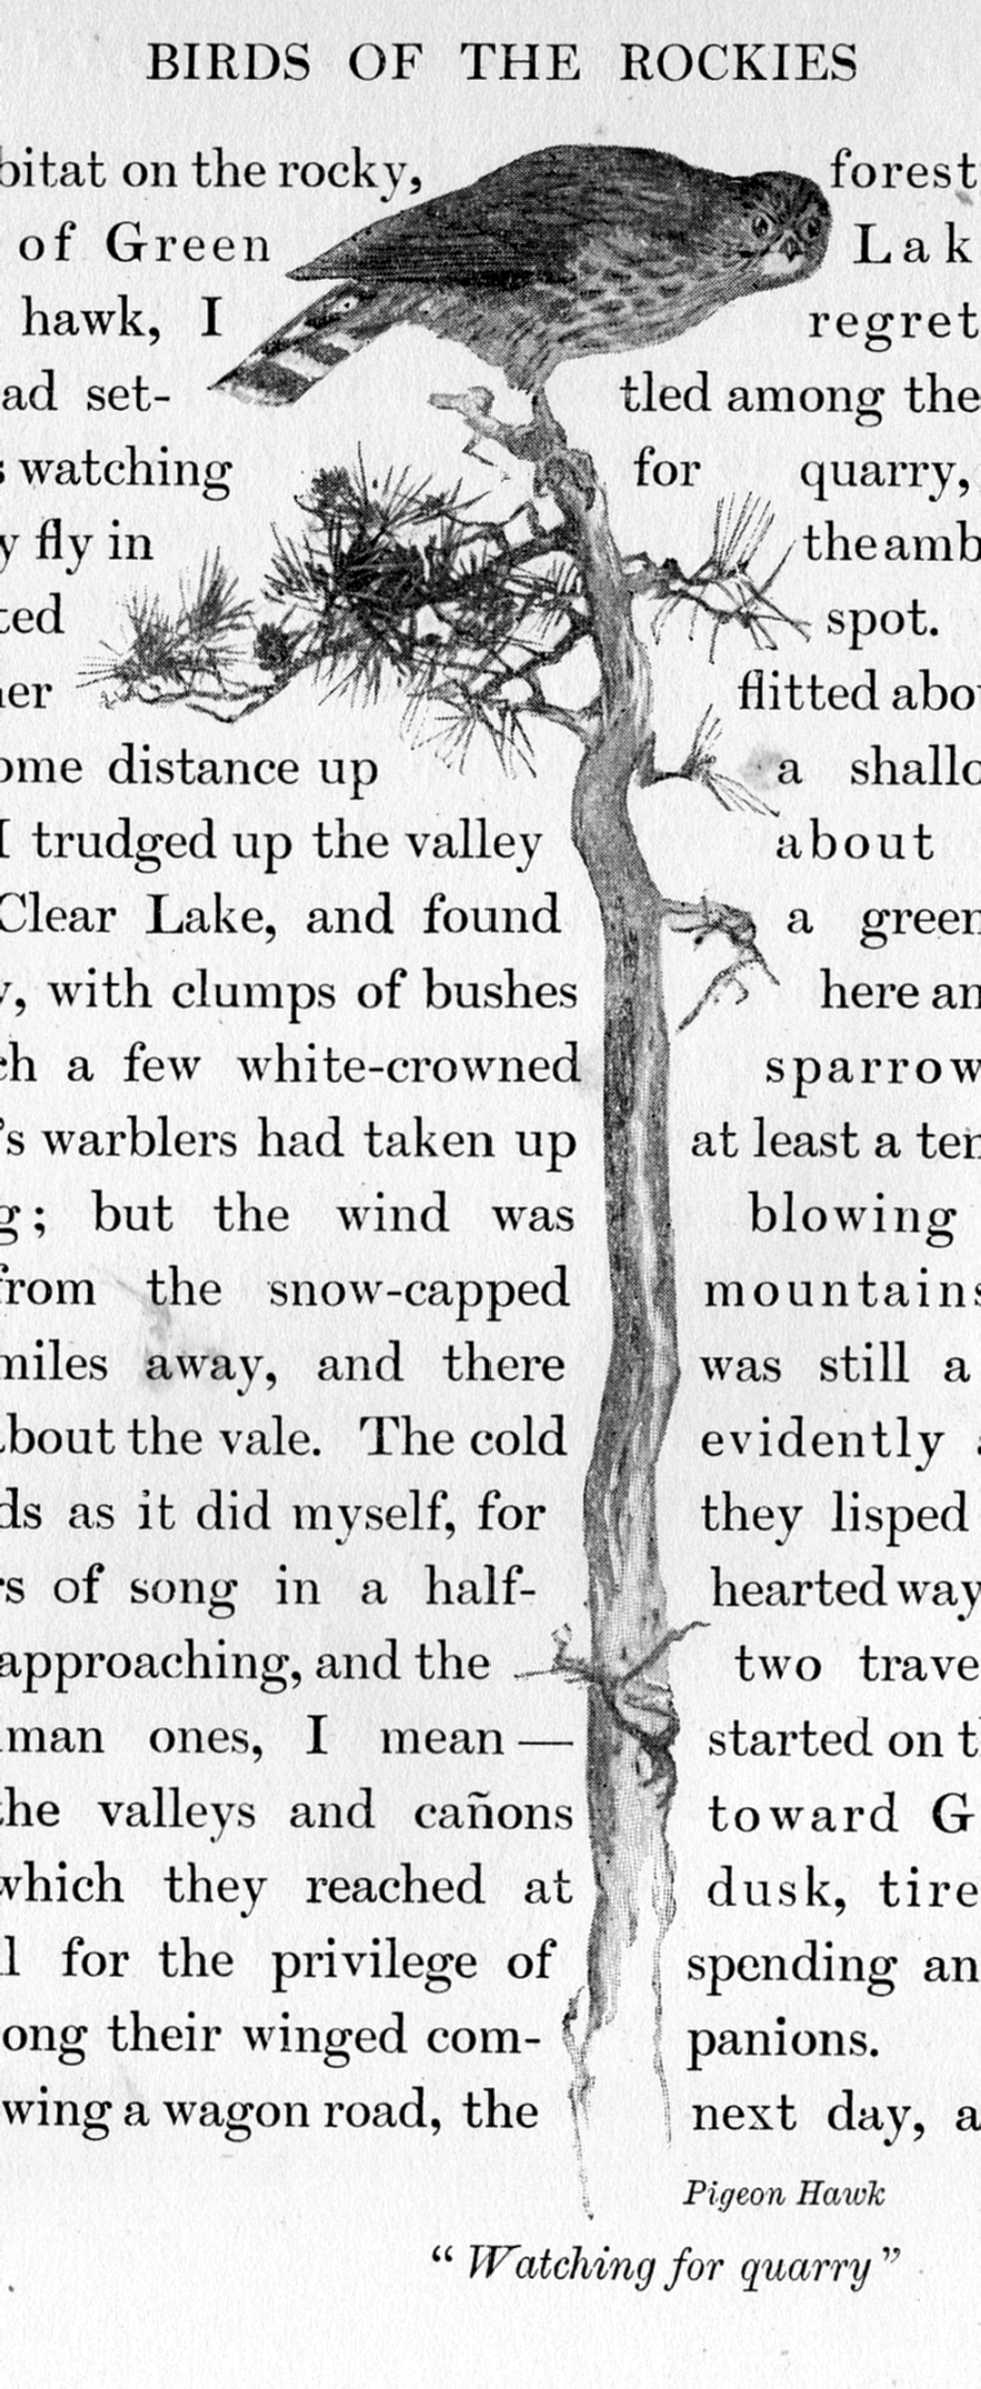 BIRDS OF THE ROCKIES
bitat on the rocky, forest
of Green Lak
hawk, I regret
ad set- tled among the
s watching for quarry,
y fly in the amb
ted spot.
her flitted abou
ome distance up a shallo
I trudged up the valley about
Clear Lake, and found a green
y, with clumps of bushes here an
ch a few white-crowned sparrow
's warblers had taken up at least a ten
g; but the wind was blowing
from the snow-capped mountains
miles away, and there was still a
about the vale. The cold evidently
ds as it did myself, for they lisped
rs of song in a half- hearted way
approaching, and the two trave
man ones, I mean — started on t
the valleys and cañons toward G
which they reached at dusk, tire
l for the privilege of spending an
ong their winged com- panions.
wing a wagon road, the next day, a
Pigeon Hawk
“Watching for quarry”